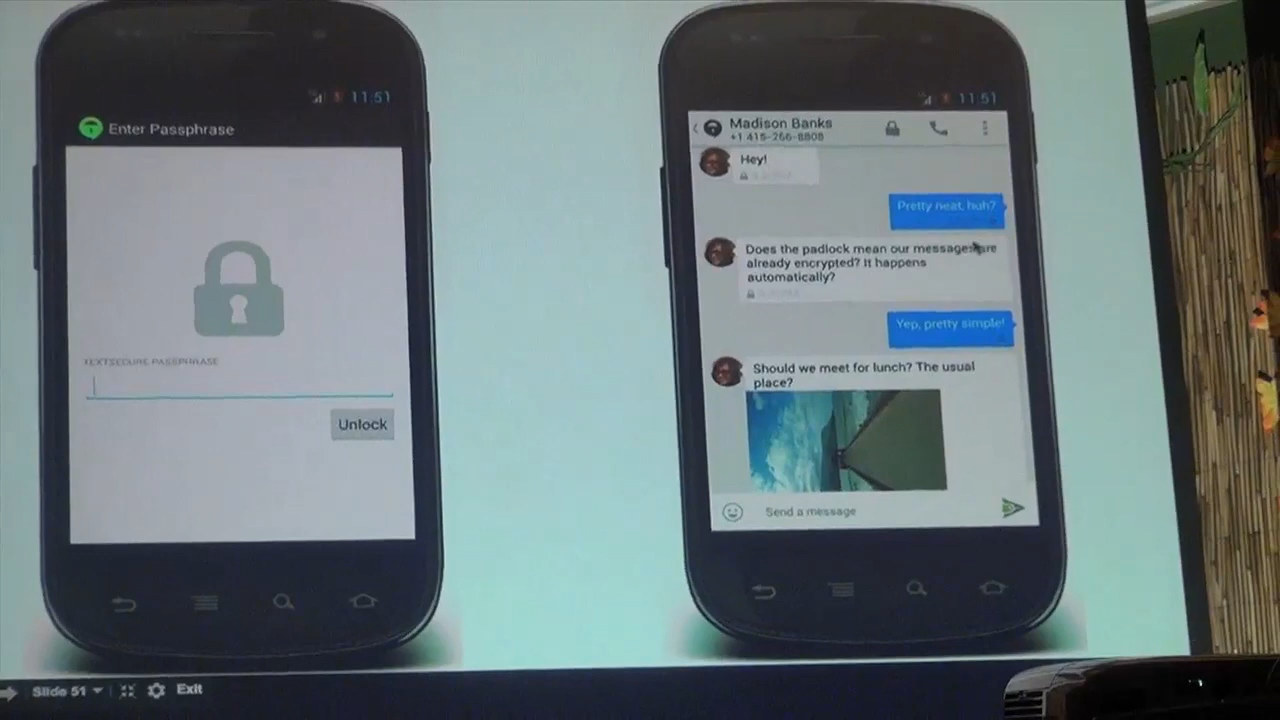 11:51
Enter Passphrase
TEXTSECURE PASSPHRASE
Unlock
11:51
Madison Banks
+1 415-266-8808
Hey!
Pretty neat, huh?
Does the padlock mean our messages are
already encrypted? It happens
automatically?
Yep, pretty simple!
Should we meet for lunch? The usual
place?
Send a message
Slide 51
Exit